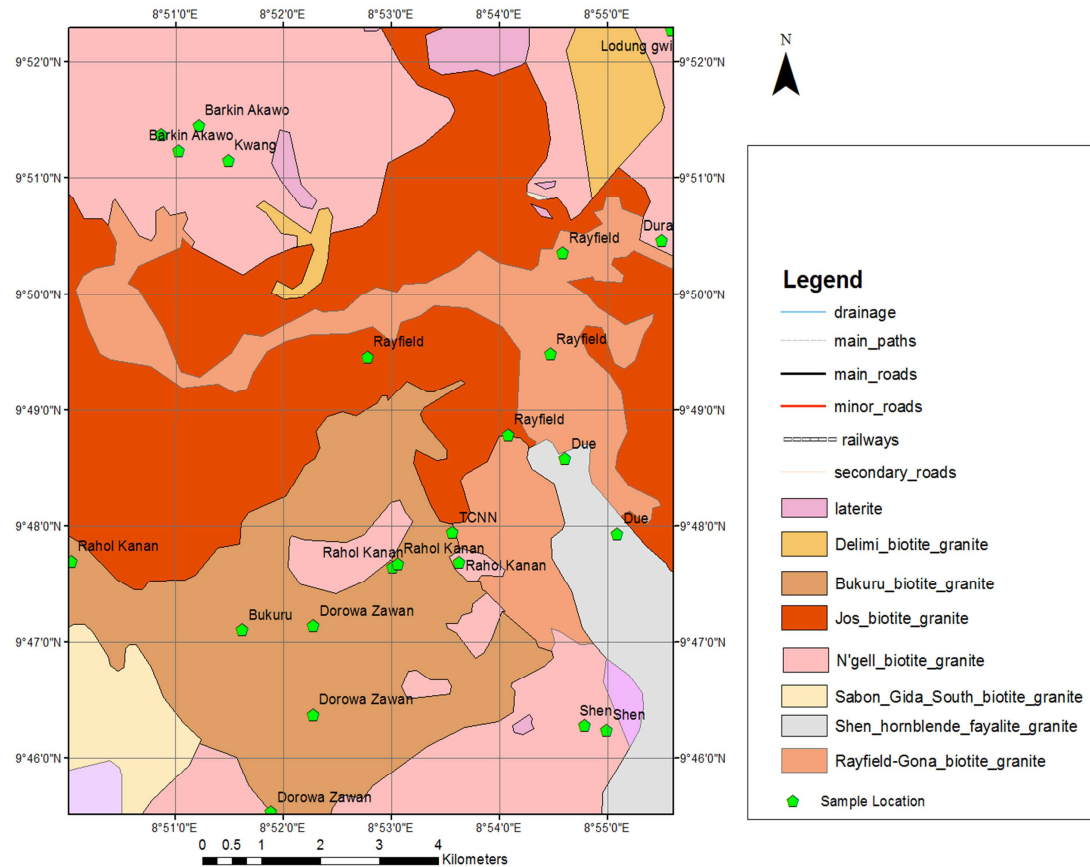 8°51'0"E 8°52'0"E 8°53'0"E 8°54'0"E 8°55'0"E
N
9°52'0"N
Lodung gwi
9°52'0"N
Barkin Akawo
Barkin Akawo
Kwang
9°51'0"N
9°51'0"N
Dura
Rayfield
9°50'0"N
9°50'0"N
Rayfield
Rayfield
9°49'0"N
9°49'0"N
Rayfield
Due
9°48'0"N
TCNN
Due
9°48'0"N
Rahol Kanan
Rahol Kanan
Rahol Kanan
Rahol Kanan
Bukuru
Dorowa Zawan
9°47'0"N
9°47'0"N
Dorowa Zawan
Shen
Shen
9°46'0"N
9°46'0"N
Dorowa Zawan
8°51'0"E 8°52'0"E 8°53'0"E 8°54'0"E 8°55'0"E
0 0.5 1 2 3 4
Kilometers
Legend
drainage
main_paths
main_roads
minor_roads
railways
secondary_roads
laterite
Delimi_biotite_granite
Bukuru_biotite_granite
Jos_biotite_granite
N'gell_biotite_granite
Sabon_Gida_South_biotite_granite
Shen_hornblende_fayalite_granite
Rayfield-Gona_biotite_granite
Sample Location